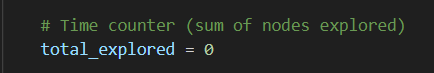 # Time counter (sum of nodes explored)
total_explored = 0